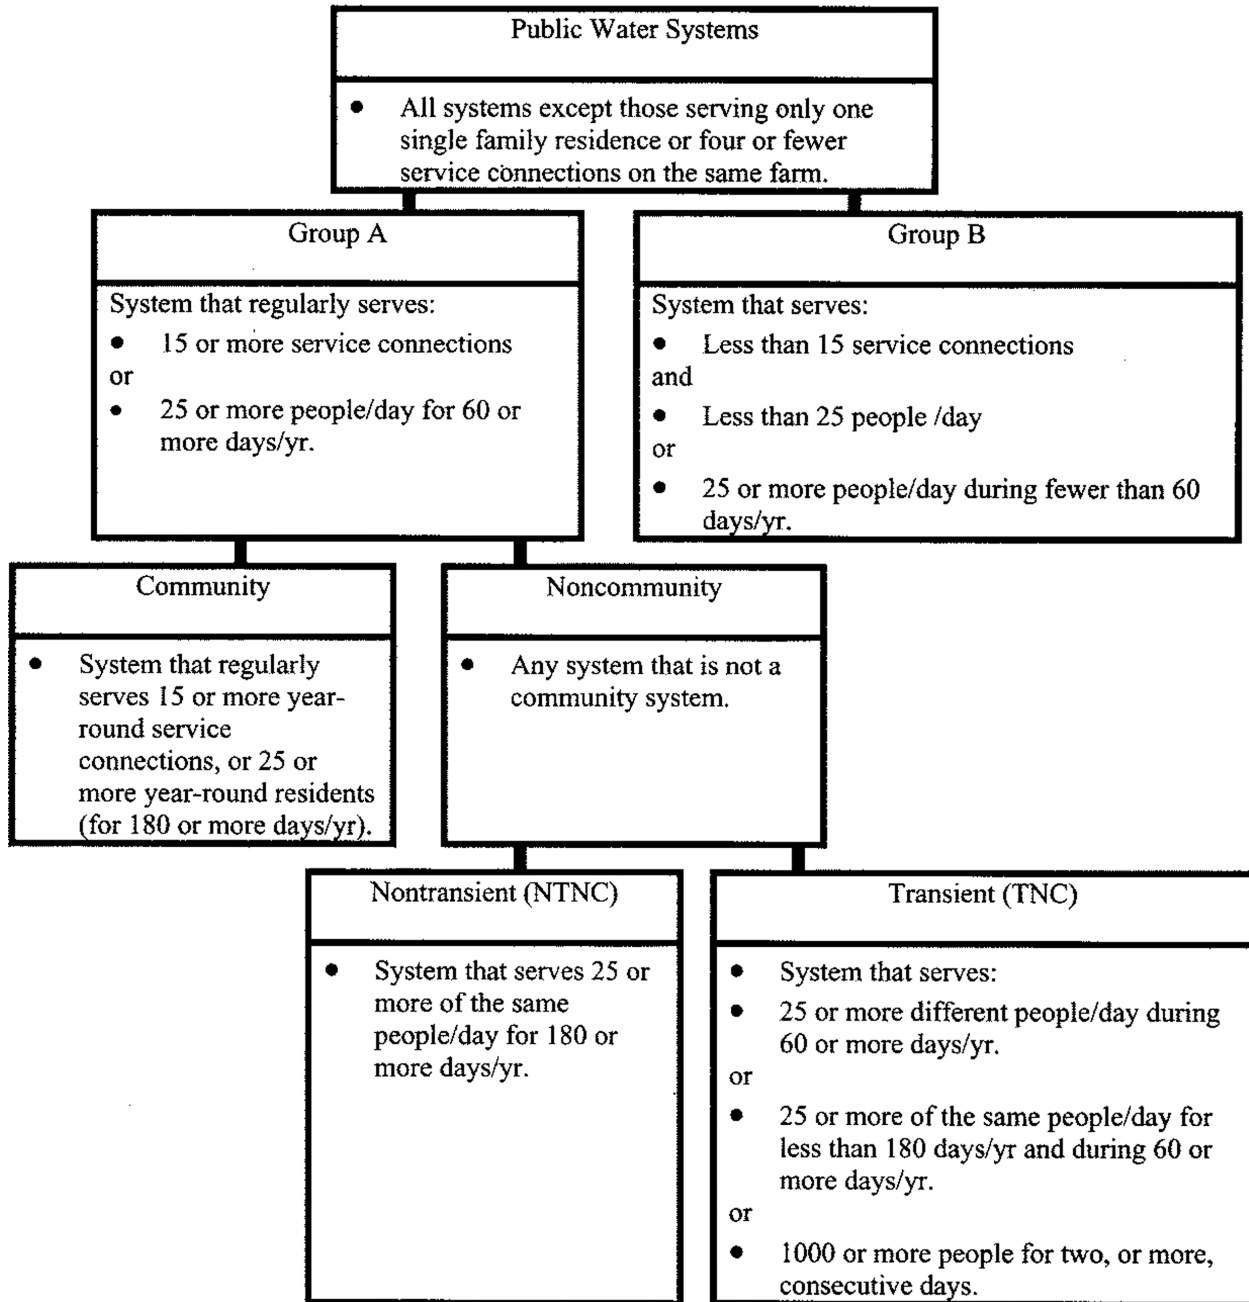 Public Water Systems
• All systems except those serving only one
single family residence or four or fewer
service connections on the same farm.
Group A
System that regularly serves:
• 15 or more service connections
or
• 25 or more people/day for 60 or
more days/yr.
Group B
System that serves:
• Less than 15 service connections
and
• Less than 25 people /day
or
• 25 or more people/day during fewer than 60
days/yr.
Community
• System that regularly
serves 15 or more year-
round service
connections, or 25 or
more year-round residents
(for 180 or more days/yr).
Noncommunity
• Any system that is not a
community system.
Nontransient (NTNC)
• System that serves 25 or
more of the same
people/day for 180 or
more days/yr.
Transient (TNC)
• System that serves:
• 25 or more different people/day during
60 or more days/yr.
or
• 25 or more of the same people/day for
less than 180 days/yr and during 60 or
more days/yr.
or
• 1000 or more people for two, or more,
consecutive days.